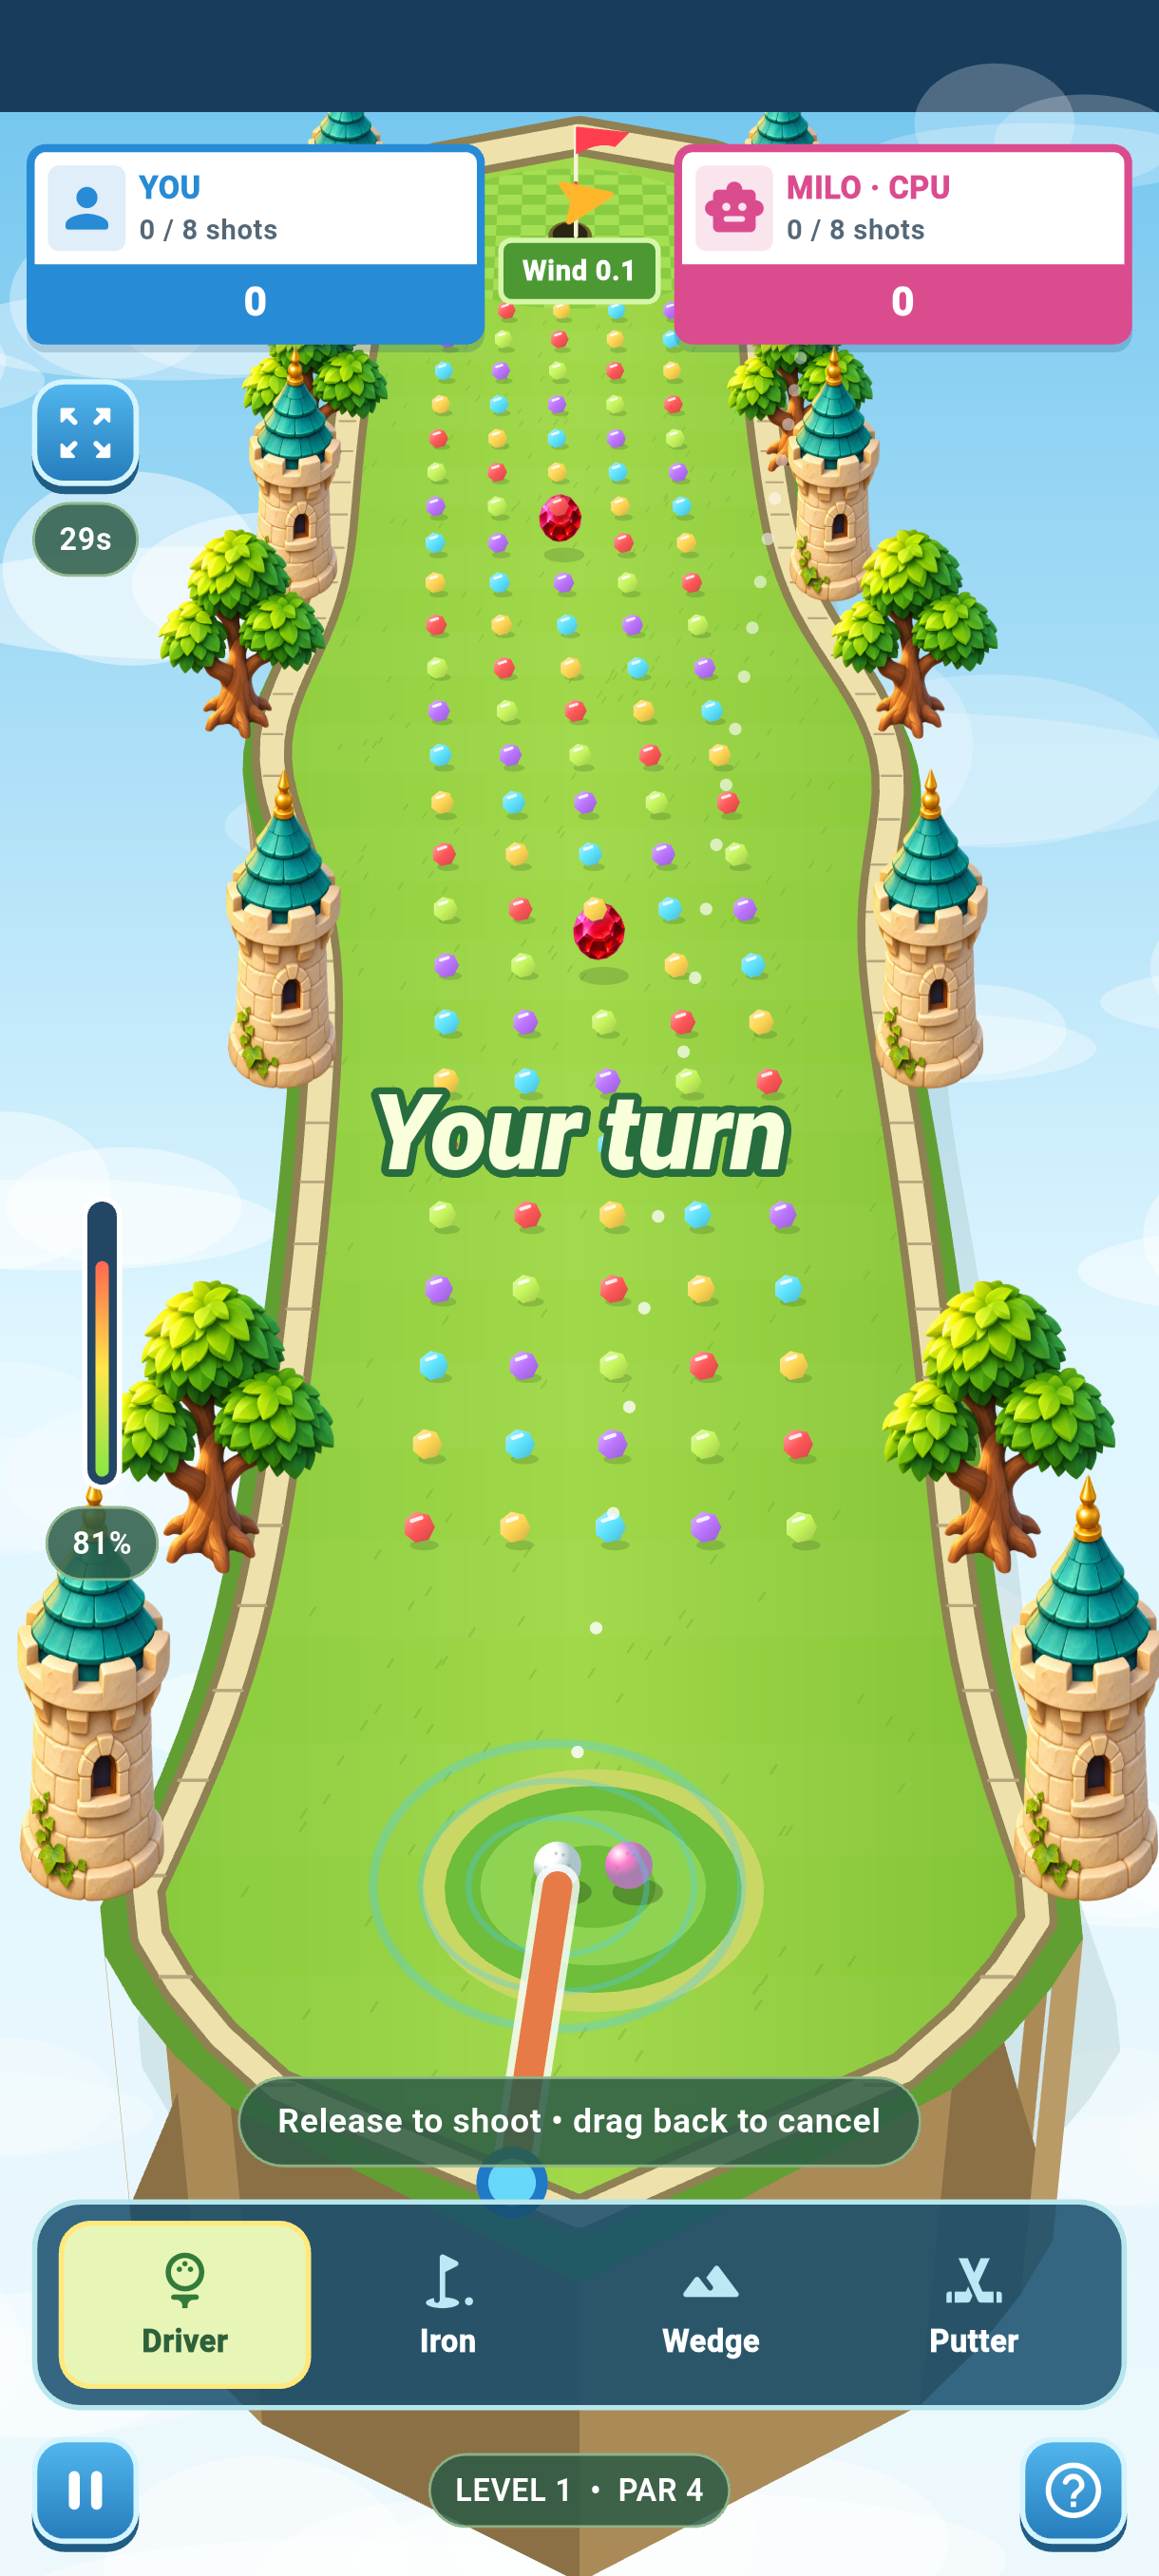 YOU
0 / 8 shots
0
MILO · CPU
0 / 8 shots
0
Wind 0.1
29s
Your turn
81%
Release to shoot • drag back to cancel
Driver
Iron
Wedge
Putter
LEVEL 1 • PAR 4